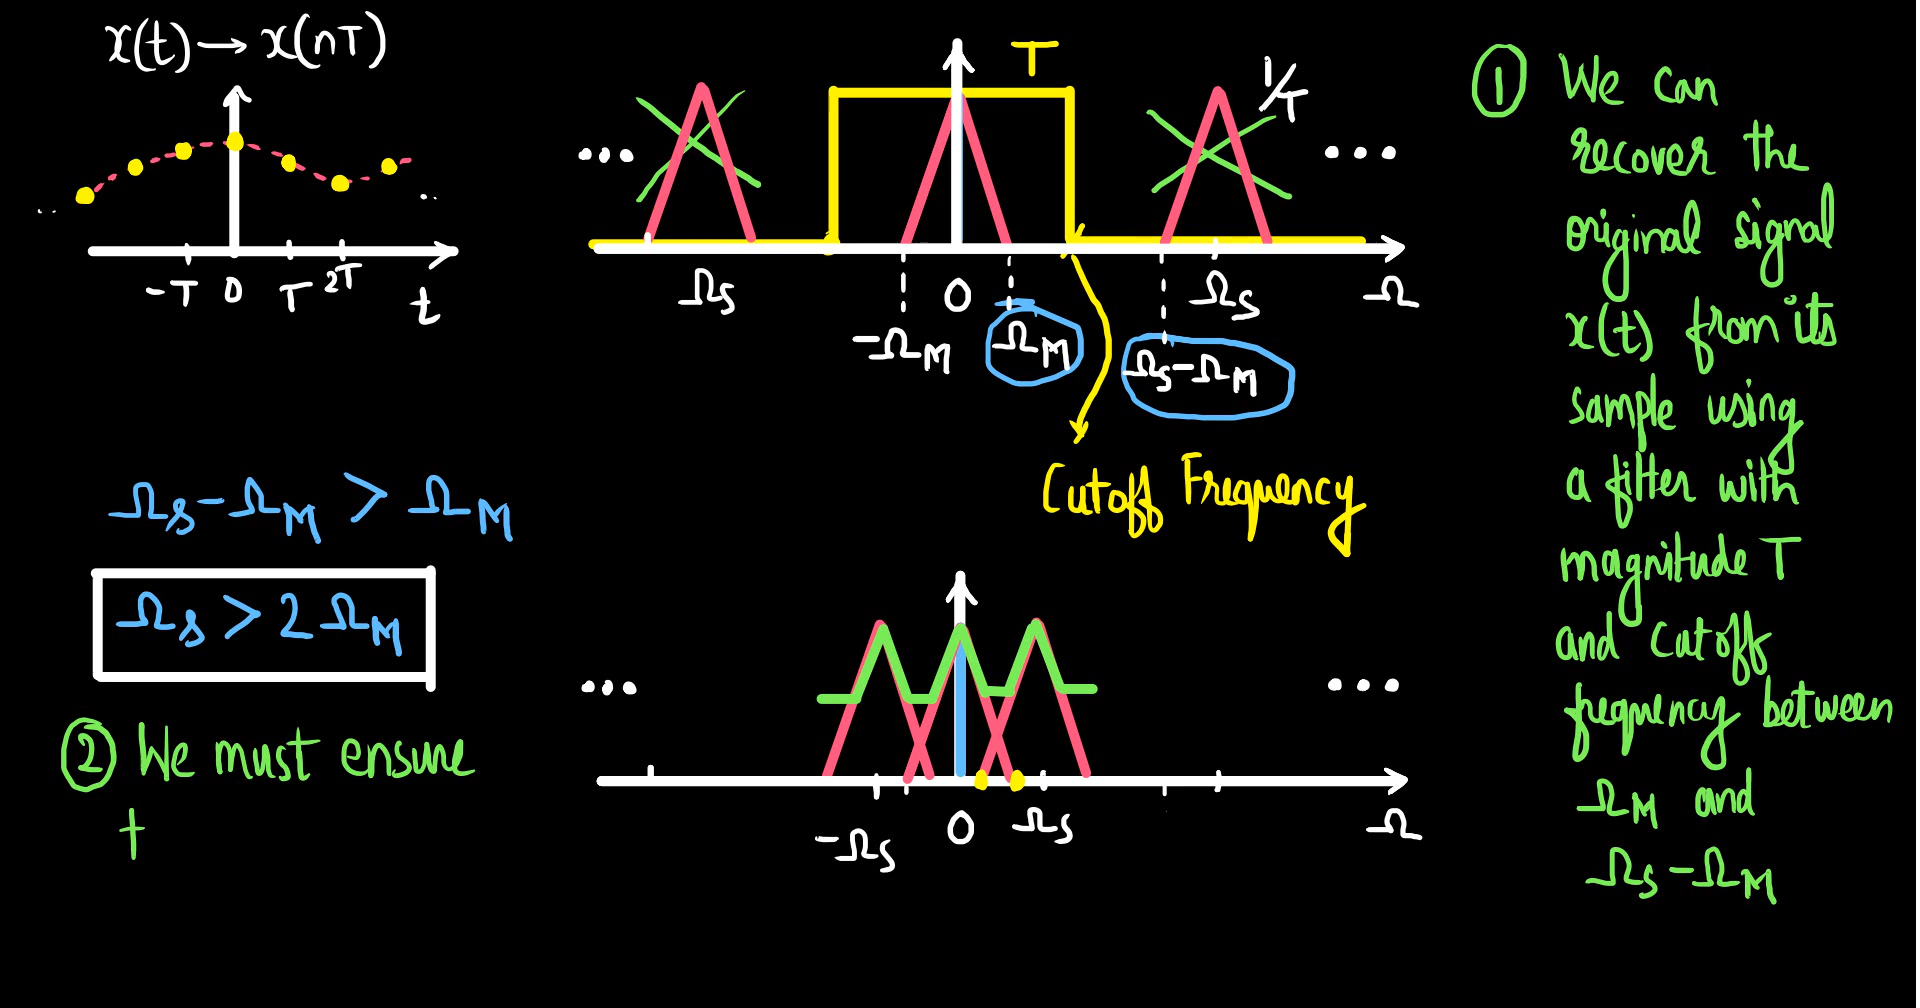 x(t) → x(nT)
-T 0 T 2T t
T
1/T
Ωs 0 Ωs Ω
-ΩM ΩM Ωs-ΩM
Cutoff Frequency
Ωs-ΩM > ΩM
Ωs > 2ΩM
② We must ensure
t
-Ωs 0 Ωs Ω
① We can
recover the
original signal
x(t) from its
sample using
a filter with
magnitude T
and cutoff
frequency between
ΩM and
Ωs-ΩM